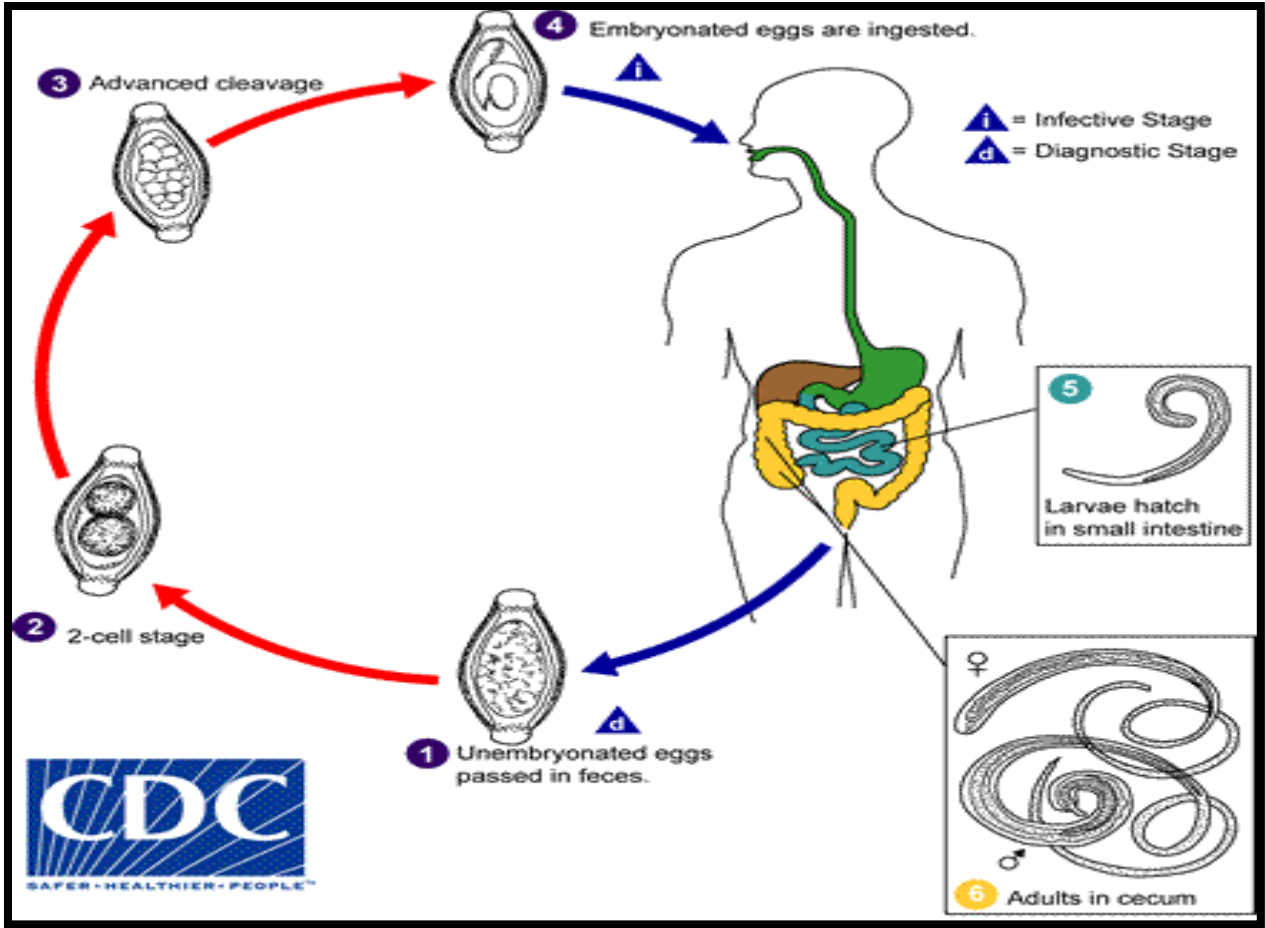 4 Embryonated eggs are ingested.
i
3 Advanced cleavage
i = Infective Stage
d = Diagnostic Stage
5
Larvae hatch
in small intestine
2 2-cell stage
d
1 Unembryonated eggs
passed in feces.
♀
♂
6 Adults in cecum
CDC
SAFER • HEALTHIER • PEOPLE™